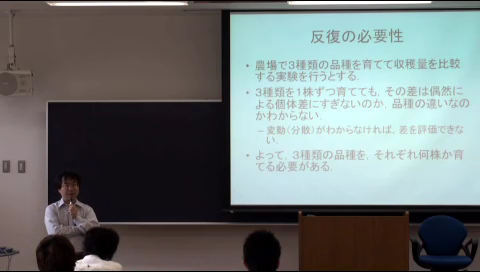 反復の必要性
• 農場で3種類の品種を育てて収穫量を比較
する実験を行うとする.
• 3種類を1株ずつ育てても,その差は偶然に
よる個体差にすぎないのか,品種の違いなの
かわからない.
– 変動(分散)がわからなければ,差を評価できな
い.
• よって,3種類の品種を,それぞれ何株か育
てる必要がある.